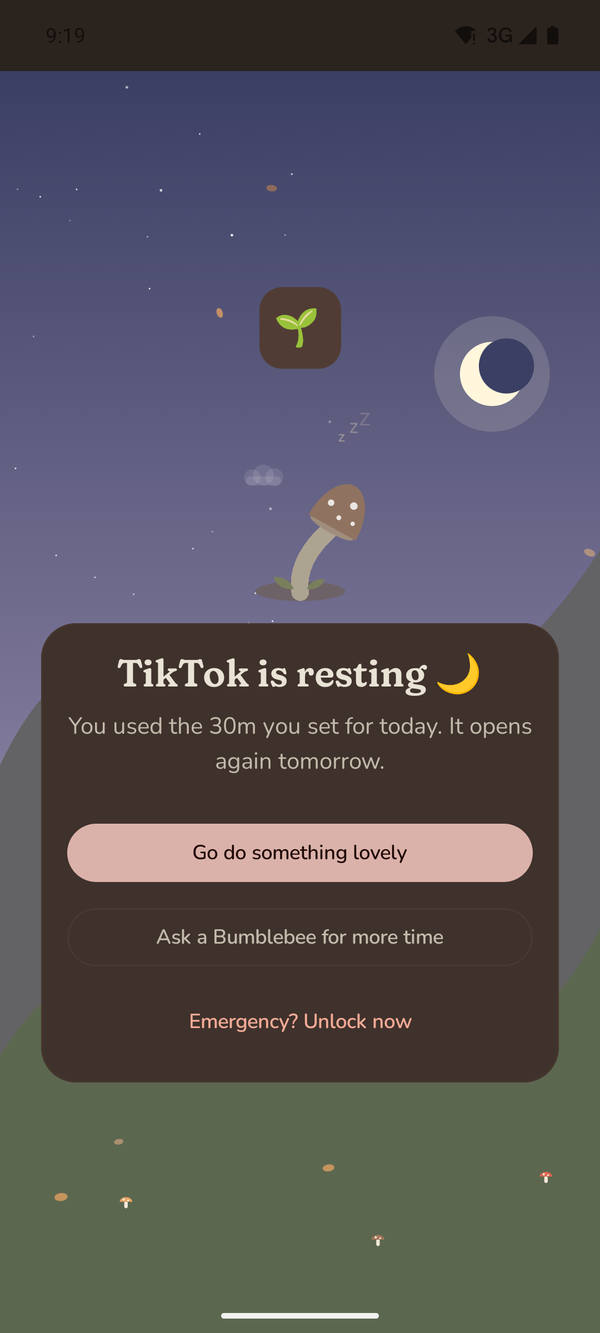 9:19
3G
z z Z
TikTok is resting 🌙
You used the 30m you set for today. It opens
again tomorrow.
Go do something lovely
Ask a Bumblebee for more time
Emergency? Unlock now